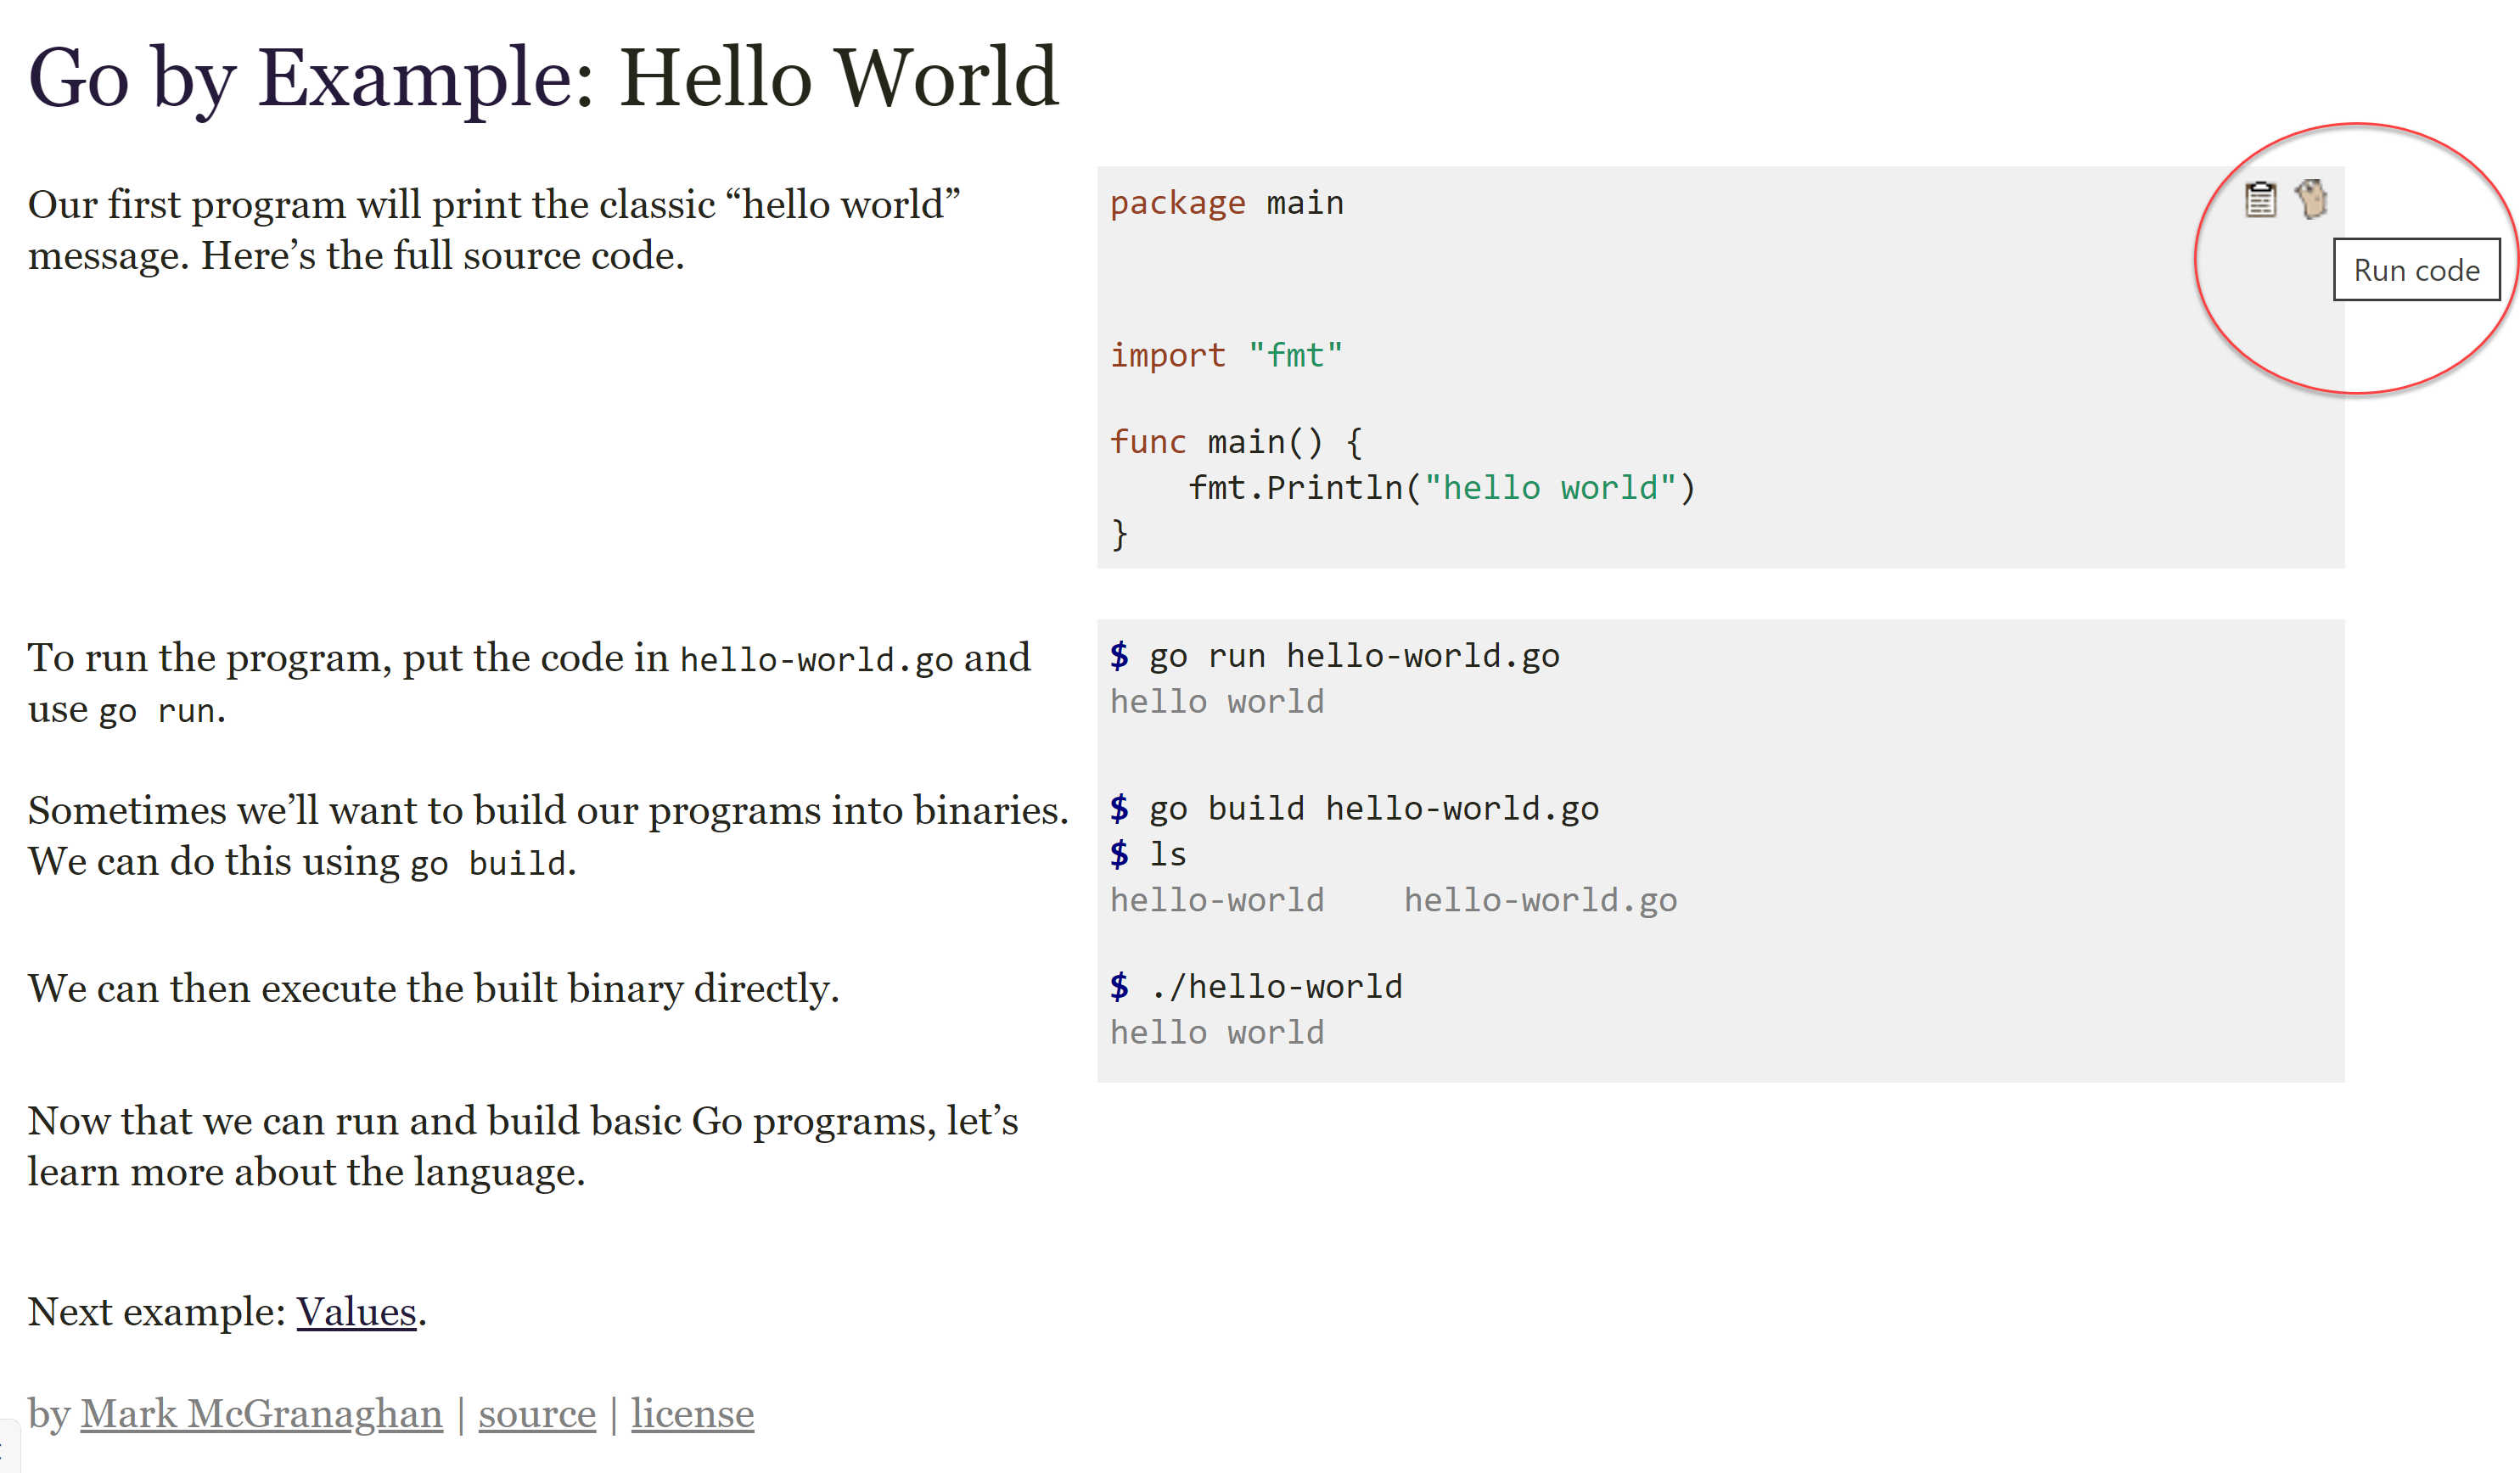 Go by Example: Hello World
Our first program will print the classic “hello world”
message. Here’s the full source code.
package main
Run code
import "fmt"
func main() {
    fmt.Println("hello world")
}
To run the program, put the code in hello-world.go and
use go run.
$ go run hello-world.go
hello world
Sometimes we’ll want to build our programs into binaries.
We can do this using go build.
$ go build hello-world.go
$ ls
hello-world    hello-world.go
We can then execute the built binary directly.
$ ./hello-world
hello world
Now that we can run and build basic Go programs, let’s
learn more about the language.
Next example: Values.
by Mark McGranaghan | source | license